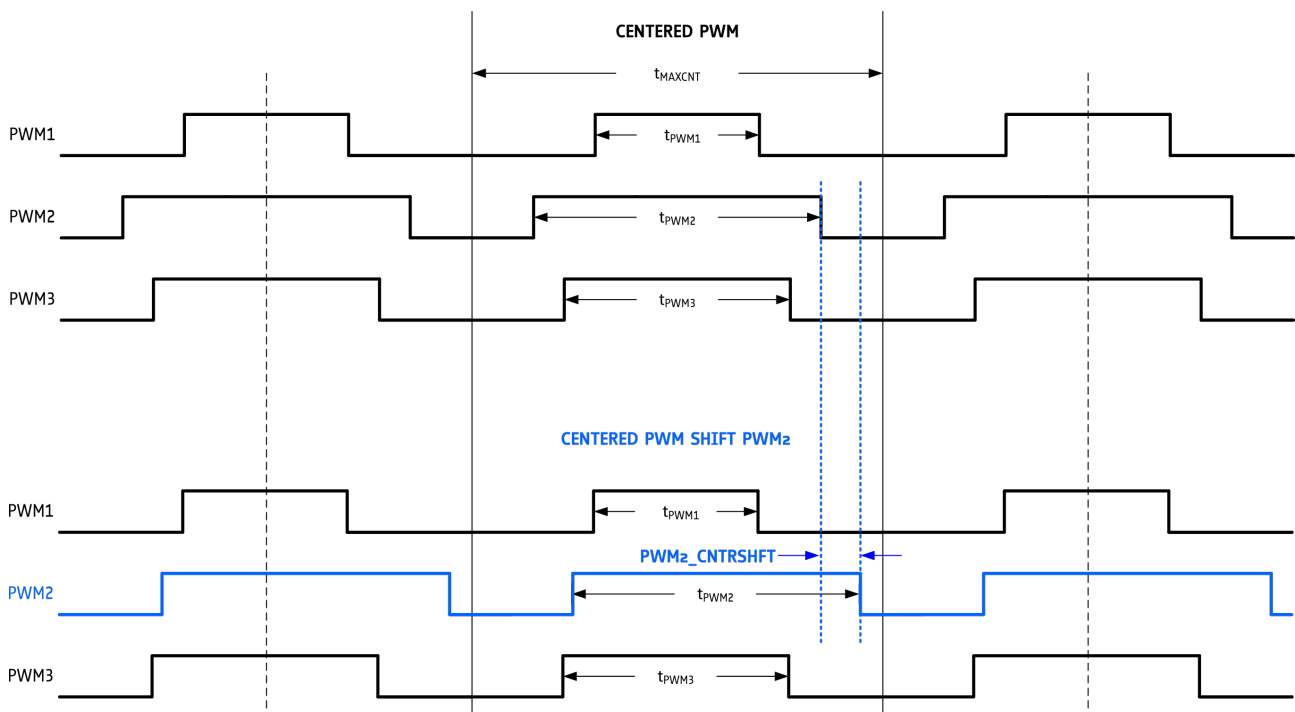 CENTERED PWM
tMAXCNT
PWM1
tPWM1
PWM2
tPWM2
PWM3
tPWM3
CENTERED PWM SHIFT PWM2
PWM1
tPWM1
PWM2_CNTRSHFT
PWM2
tPWM2
PWM3
tPWM3